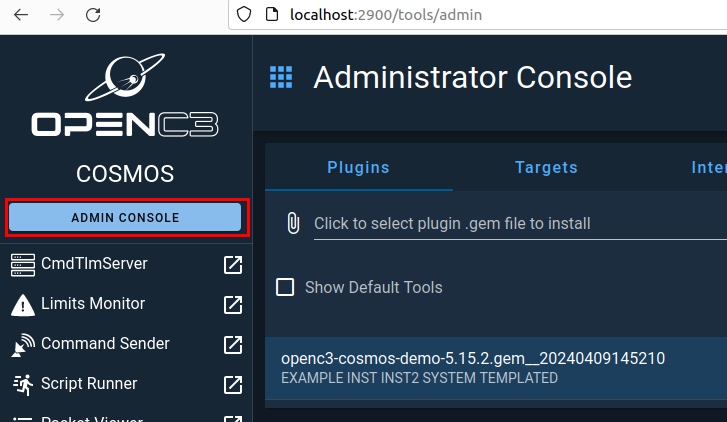 localhost:2900/tools/admin
OPENC3
COSMOS
ADMIN CONSOLE
CmdTlmServer
Limits Monitor
Command Sender
Script Runner
Packet Viewer
Administrator Console
Plugins Targets Inter
Click to select plugin .gem file to install
Show Default Tools
openc3-cosmos-demo-5.15.2.gem__20240409145210
EXAMPLE INST INST2 SYSTEM TEMPLATED